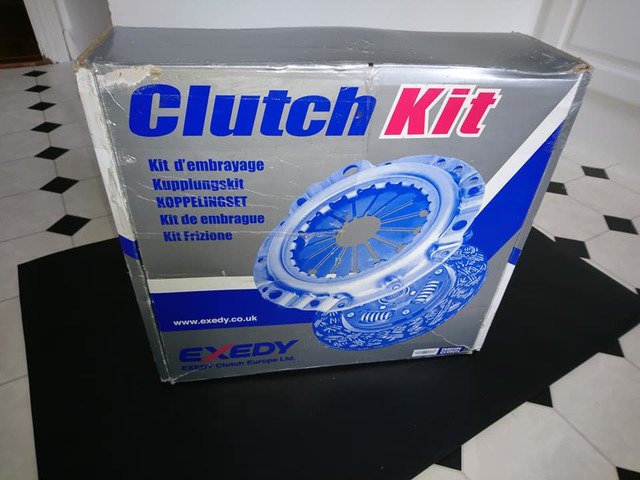 Clutch Kit
Kit d'embrayage
Kupplungskit
KOPPELINGSET
Kit de embrague
Kit Frizione
www.exedy.co.uk
EXEDY
EXEDY Clutch Europe Ltd.